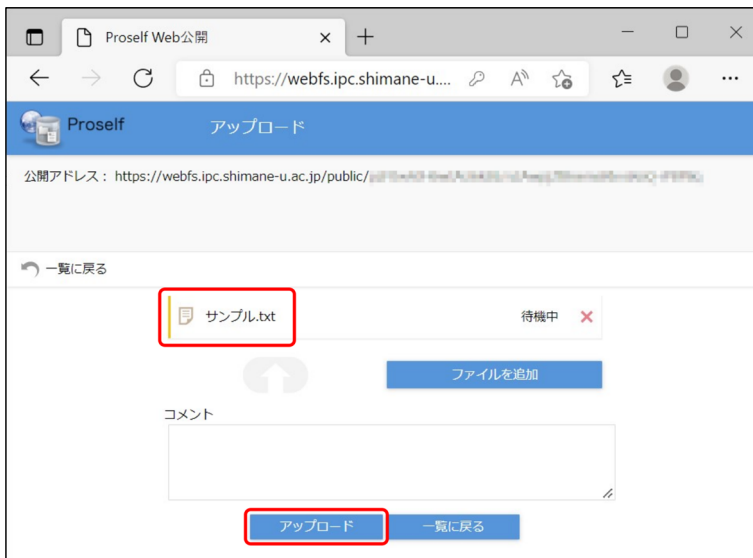 Proself Web公開
https://webfs.ipc.shimane-u....
Proself アップロード
公開アドレス : https://webfs.ipc.shimane-u.ac.jp/public/
一覧に戻る
サンプル.txt 待機中
ファイルを追加
コメント
アップロード 一覧に戻る